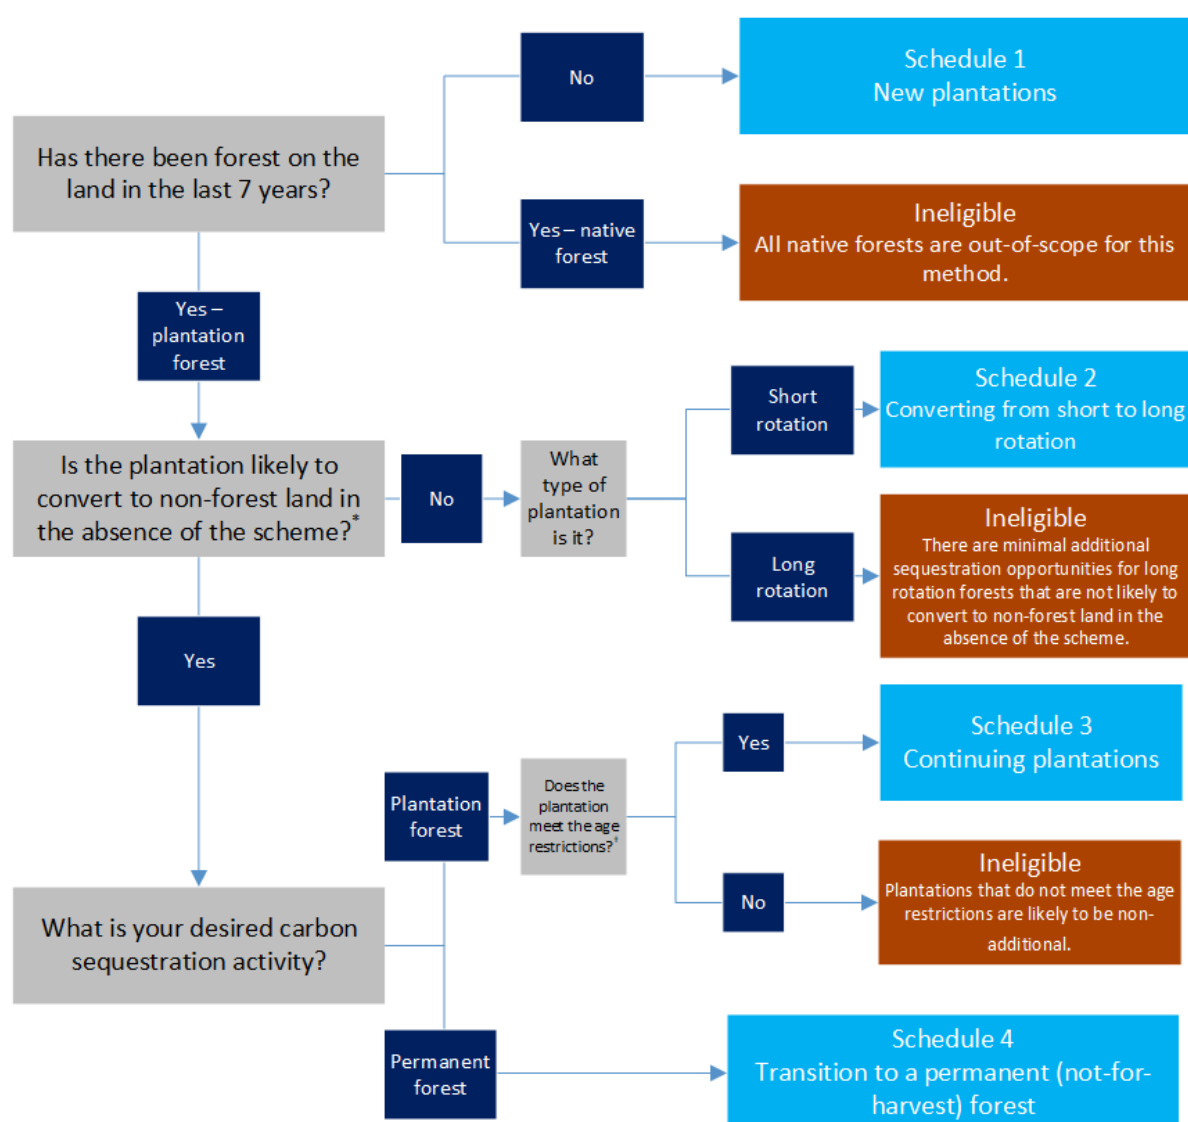 Has there been forest on the
land in the last 7 years?
No
Schedule 1
New plantations
Yes – native
forest
Ineligible
All native forests are out-of-scope for this
method.
Yes –
plantation
forest
Is the plantation likely to
convert to non-forest land in
the absence of the scheme?*
No
What
type of
plantation
is it?
Short
rotation
Schedule 2
Converting from short to long
rotation
Long
rotation
Ineligible
There are minimal additional
sequestration opportunities for long
rotation forests that are not likely to
convert to non-forest land in the
absence of the scheme.
Yes
What is your desired carbon
sequestration activity?
Plantation
forest
Does the
plantation
meet the age
restrictions?*
Yes
Schedule 3
Continuing plantations
No
Ineligible
Plantations that do not meet the age
restrictions are likely to be non-
additional.
Permanent
forest
Schedule 4
Transition to a permanent (not-for-
harvest) forest